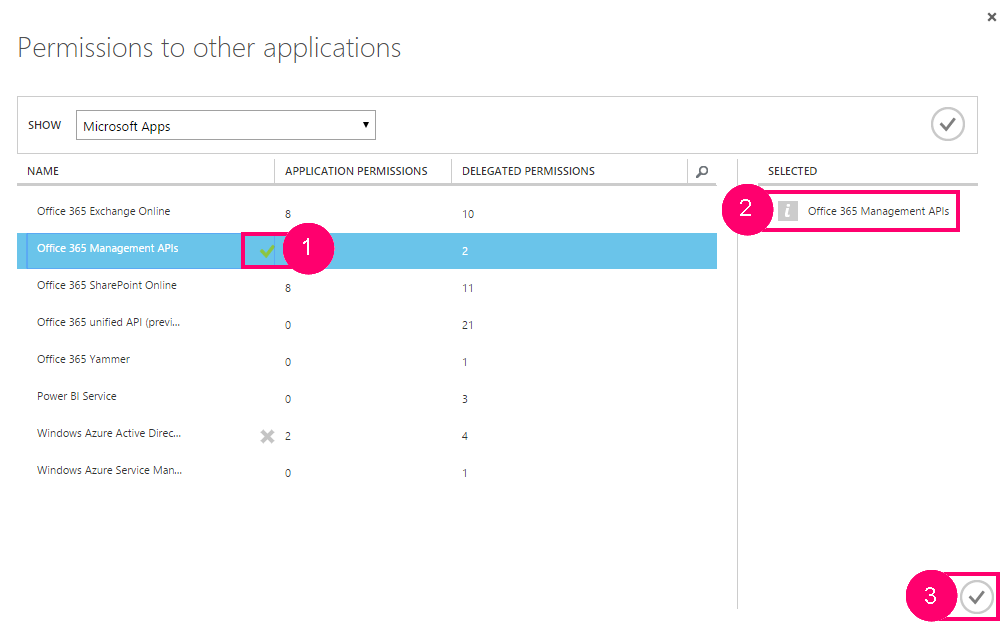 Permissions to other applications
SHOW Microsoft Apps
NAME APPLICATION PERMISSIONS DELEGATED PERMISSIONS SELECTED
Office 365 Exchange Online 8 10 2 i Office 365 Management APIs
Office 365 Management APIs 1 2
Office 365 SharePoint Online 8 11
Office 365 unified API (previ... 0 21
Office 365 Yammer 0 1
Power BI Service 0 3
Windows Azure Active Direc... 2 4
Windows Azure Service Man... 0 1
3